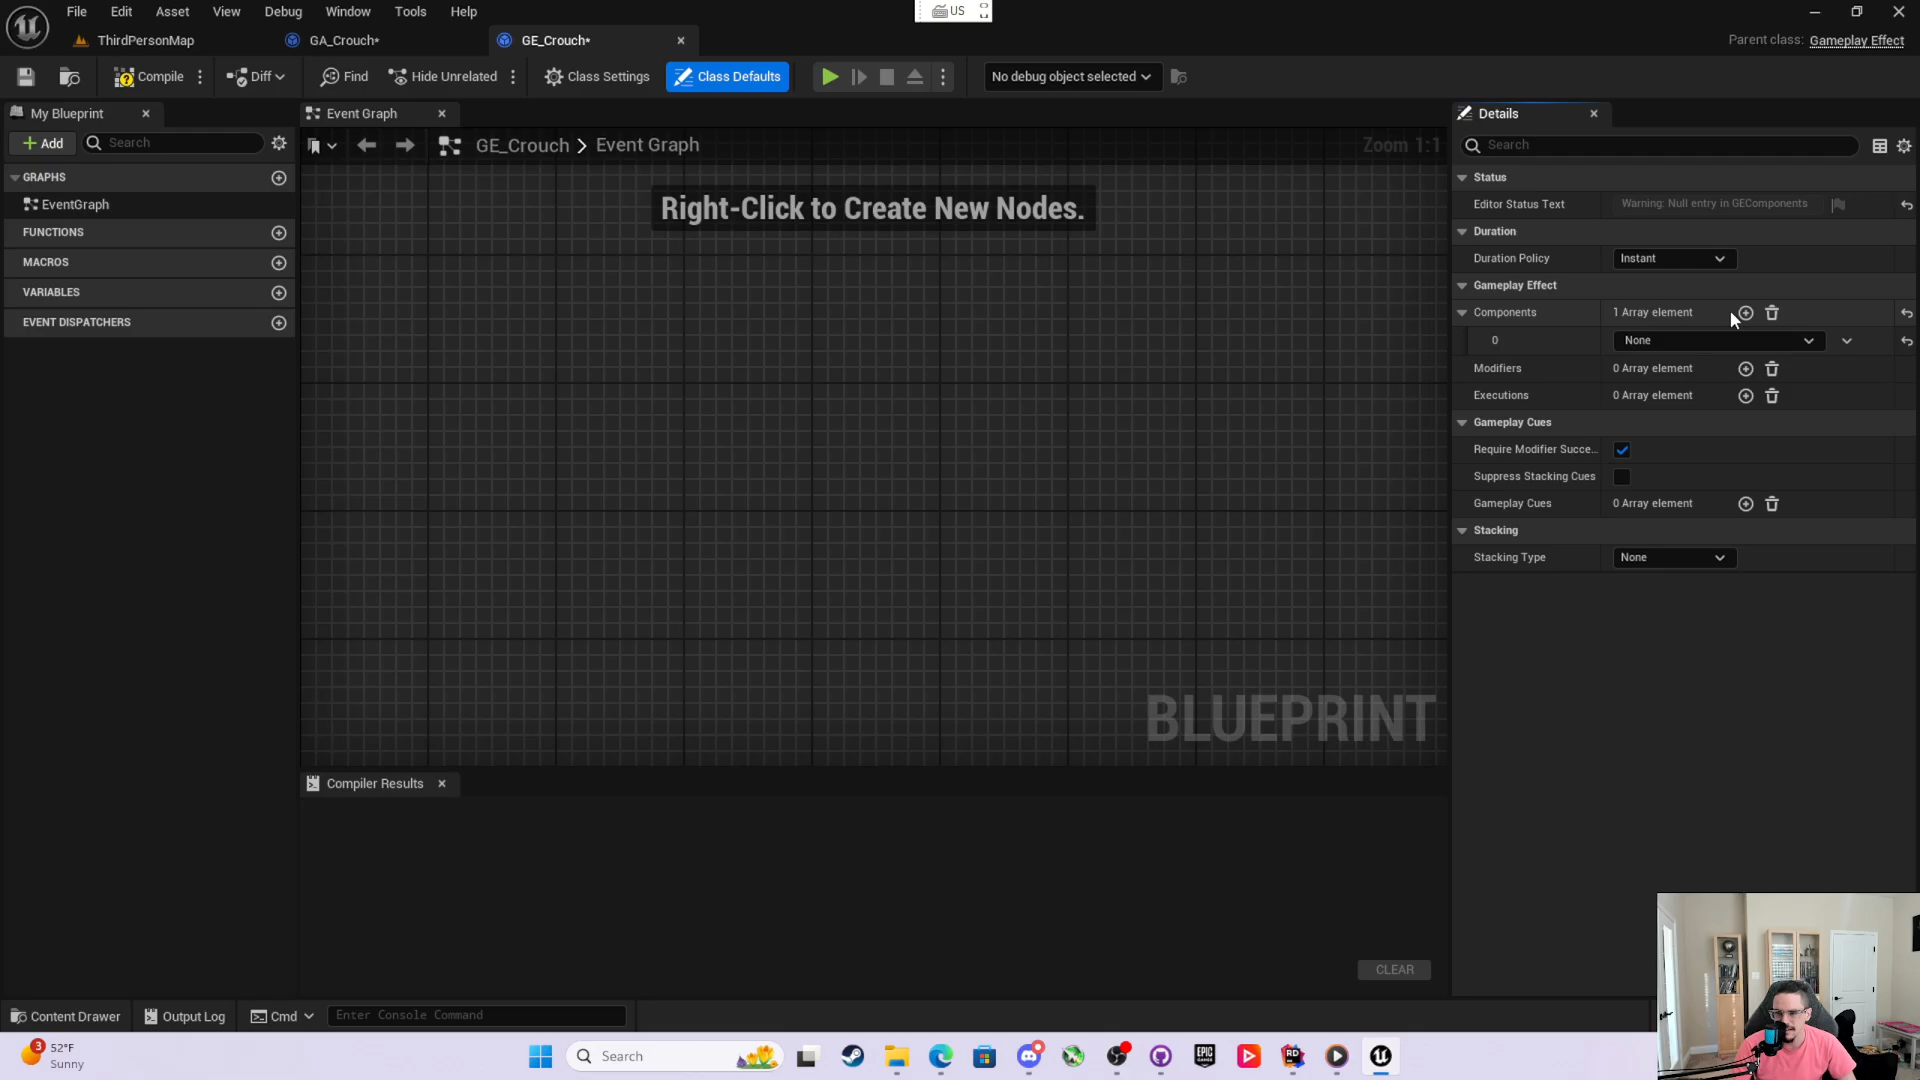 File Edit Asset View Debug Window Tools Help
US
ThirdPersonMap
GA_Crouch*
GE_Crouch*
Parent class: Gameplay Effect
Compile
Diff
Find
Hide Unrelated
Class Settings
Class Defaults
No debug object selected
My Blueprint
Event Graph
Details
Add
Search
GE_Crouch > Event Graph
Zoom 1:1
Search
GRAPHS
EventGraph
FUNCTIONS
MACROS
VARIABLES
EVENT DISPATCHERS
Right-Click to Create New Nodes.
BLUEPRINT
Status
Editor Status Text
Warning: Null entry in GEComponents
Duration
Duration Policy
Instant
Gameplay Effect
Components
1 Array element
0
None
Modifiers
0 Array element
Executions
0 Array element
Gameplay Cues
Require Modifier Succe...
Suppress Stacking Cues
Gameplay Cues
0 Array element
Stacking
Stacking Type
None
Compiler Results
CLEAR
Content Drawer
Output Log
Cmd
Enter Console Command
3
52°F
Sunny
Search
EPIC
GAMES
RD